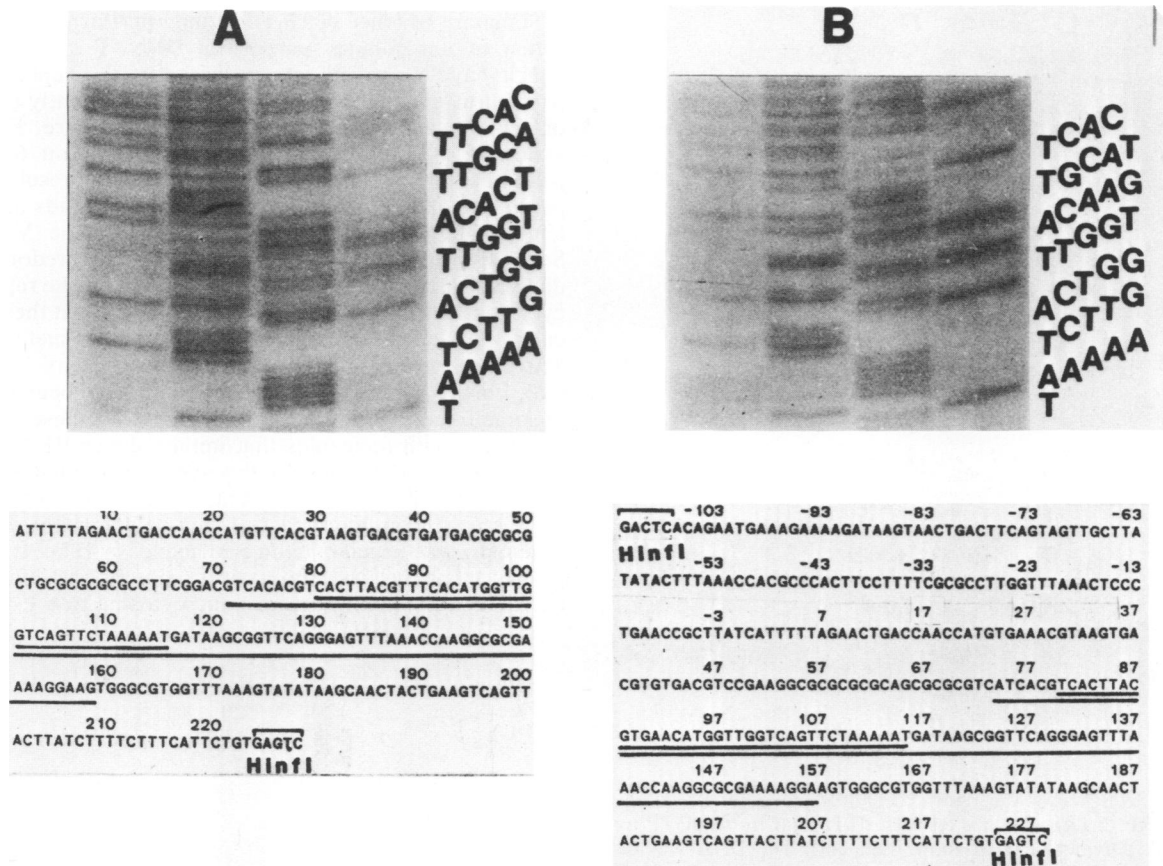 A
TTCAC
TTGCA
ACACT
TTGGT
ACTGG
TCTTG
AAAAA
T
B
TCAC
TGCAT
ACAAG
TTGGT
ACTGG
TCTTG
AAAAA
T
10 20 30 40 50
ATTTTTAGAACTGACCAACCATGTTCACGTAAGTGACGTGATGACGCGCG
60 70 80 90 100
CTGCGCGCGCGCCTTCGGACGTCACACGTCACTTACGTTTCACATGGTTG
110 120 130 140 150
GTCAGTTCTAAAAATGATAAGCGGTTCAGGGAGTTTAAACCAAGGCGCGA
160 170 180 190 200
AAAGGAAGTGGGCGTGGTTTAAAGTATATAAGCAACTACTGAAGTCAGTT
210 220
ACTTATCTTTTCTTTCATTCTGTGAGTC
HinfI
-103 -93 -83 -73 -63
GACTCACAGAATGAAAGAAAAGATAAGTAACTGACTTCAGTAGTTGCTTA
HinfI
-53 -43 -33 -23 -13
TATACTTTAAACCACGCCCACTTCCTTTTCGCGCCTTGGTTTAAACTCCC
-3 7 17 27 37
TGAACCGCTTATCATTTTTAGAACTGACCAACCATGTGAAACGTAAGTGA
47 57 67 77 87
CGTGTGACGTCCGAAGGCGCGCGCGCAGCGCGCGTCATCACGTCACTTAC
97 107 117 127 137
GTGAACATGGTTGGTCAGTTCTAAAAATGATAAGCGGTTCAGGGAGTTTA
147 157 167 177 187
AACCAAGGCGCGAAAAGGAAGTGGGCGTGGTTTAAAGTATATAAGCAACT
197 207 217 227
ACTGAAGTCAGTTACTTATCTTTTCTTTCATTCTGTGAGTC
HinfI